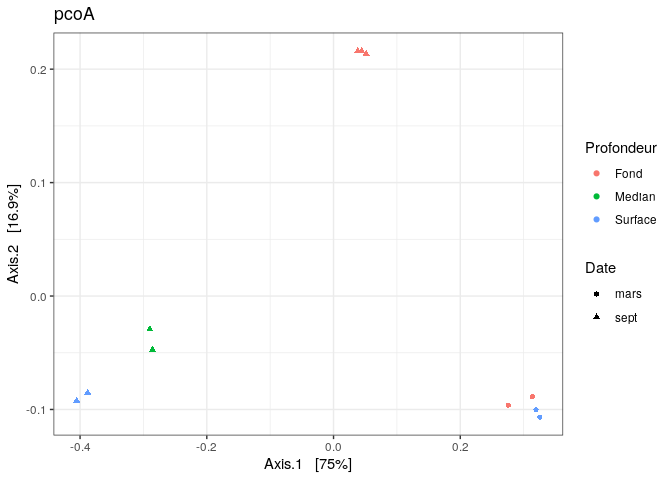 pcoA
0.2
0.1
0.0
-0.1
Axis.2 [16.9%]
-0.4 -0.2 0.0 0.2
Axis.1 [75%]
Profondeur
Fond
Median
Surface
Date
mars
sept